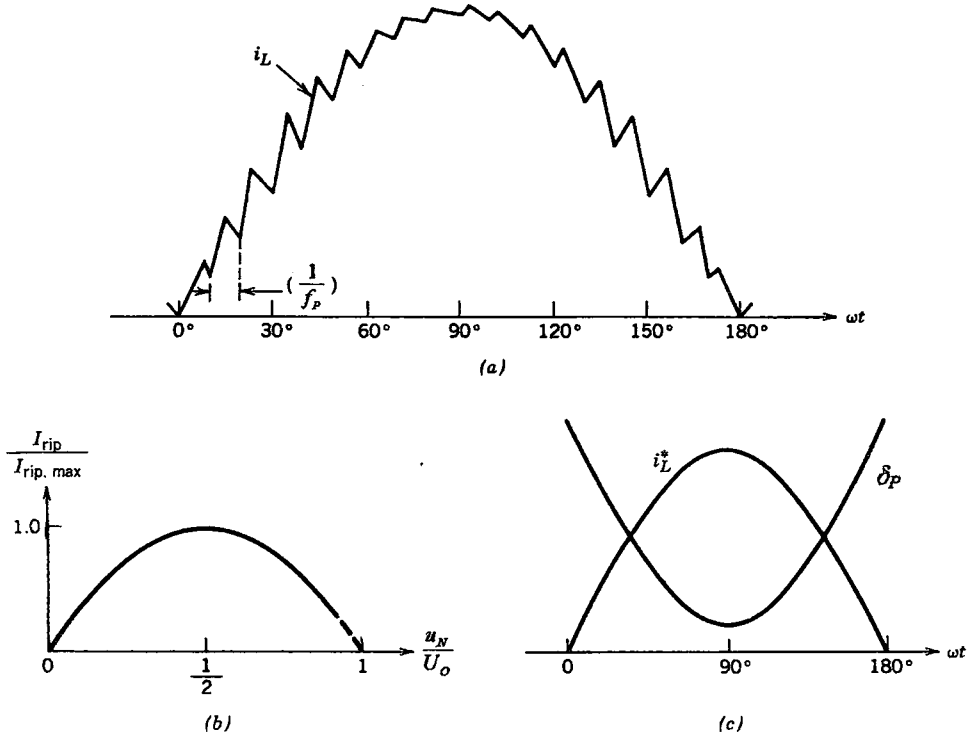 i_L
(1/f_P)
0° 30° 60° 90° 120° 150° 180° ωt
(a)
I_rip / I_rip, max
1.0
0 1/2 1 u_N / U_O
(b)
i_L^*
δ_P
0 90° 180° ωt
(c)